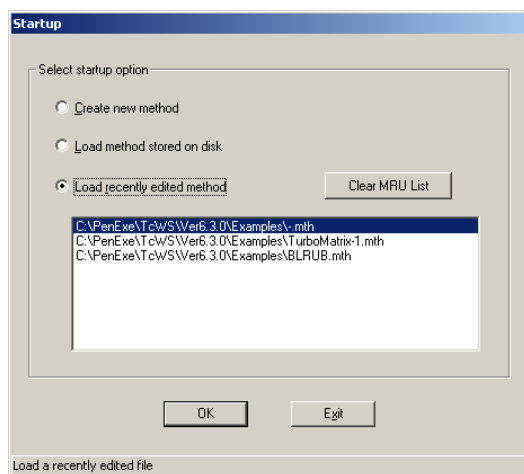 Startup
Select startup option
Create new method
Load method stored on disk
Load recently edited method
Clear MRU List
C:\PenExe\TcWS\Ver6.3.0\Examples\-.mth
C:\PenExe\TcWS\Ver6.3.0\Examples\TurboMatrix-1.mth
C:\PenExe\TcWS\Ver6.3.0\Examples\BLRUB.mth
OK
Exit
Load a recently edited file